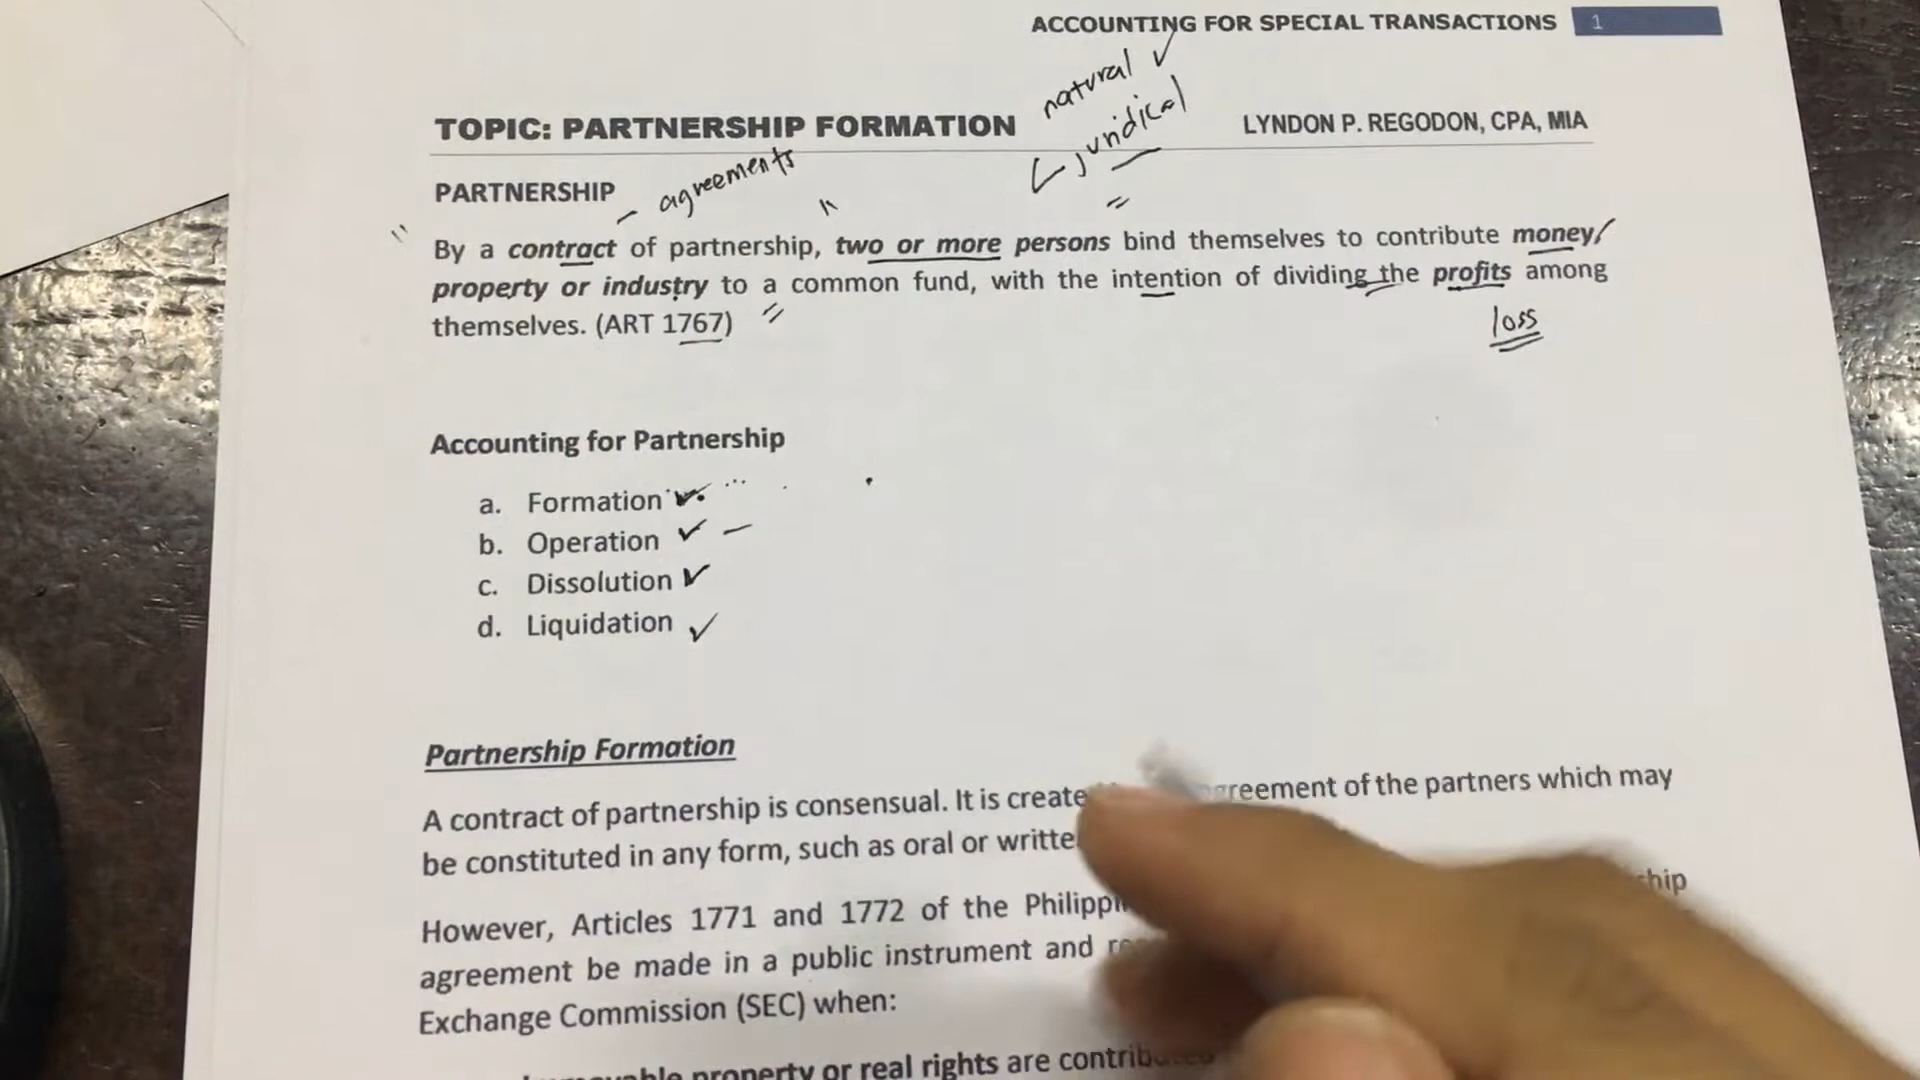 ACCOUNTING FOR SPECIAL TRANSACTIONS 1
natural
juridical
TOPIC: PARTNERSHIP FORMATION LYNDON P. REGODON, CPA, MIA
PARTNERSHIP - agreements
By a contract of partnership, two or more persons bind themselves to contribute money/
property or industry to a common fund, with the intention of dividing the profits among
themselves. (ART 1767)
loss
Accounting for Partnership
a. Formation
b. Operation
c. Dissolution
d. Liquidation
Partnership Formation
A contract of partnership is consensual. It is create agreement of the partners which may
be constituted in any form, such as oral or writte
However, Articles 1771 and 1772 of the
agreement be made in a public instrument and
Exchange Commission (SEC) when:
property or real rights are